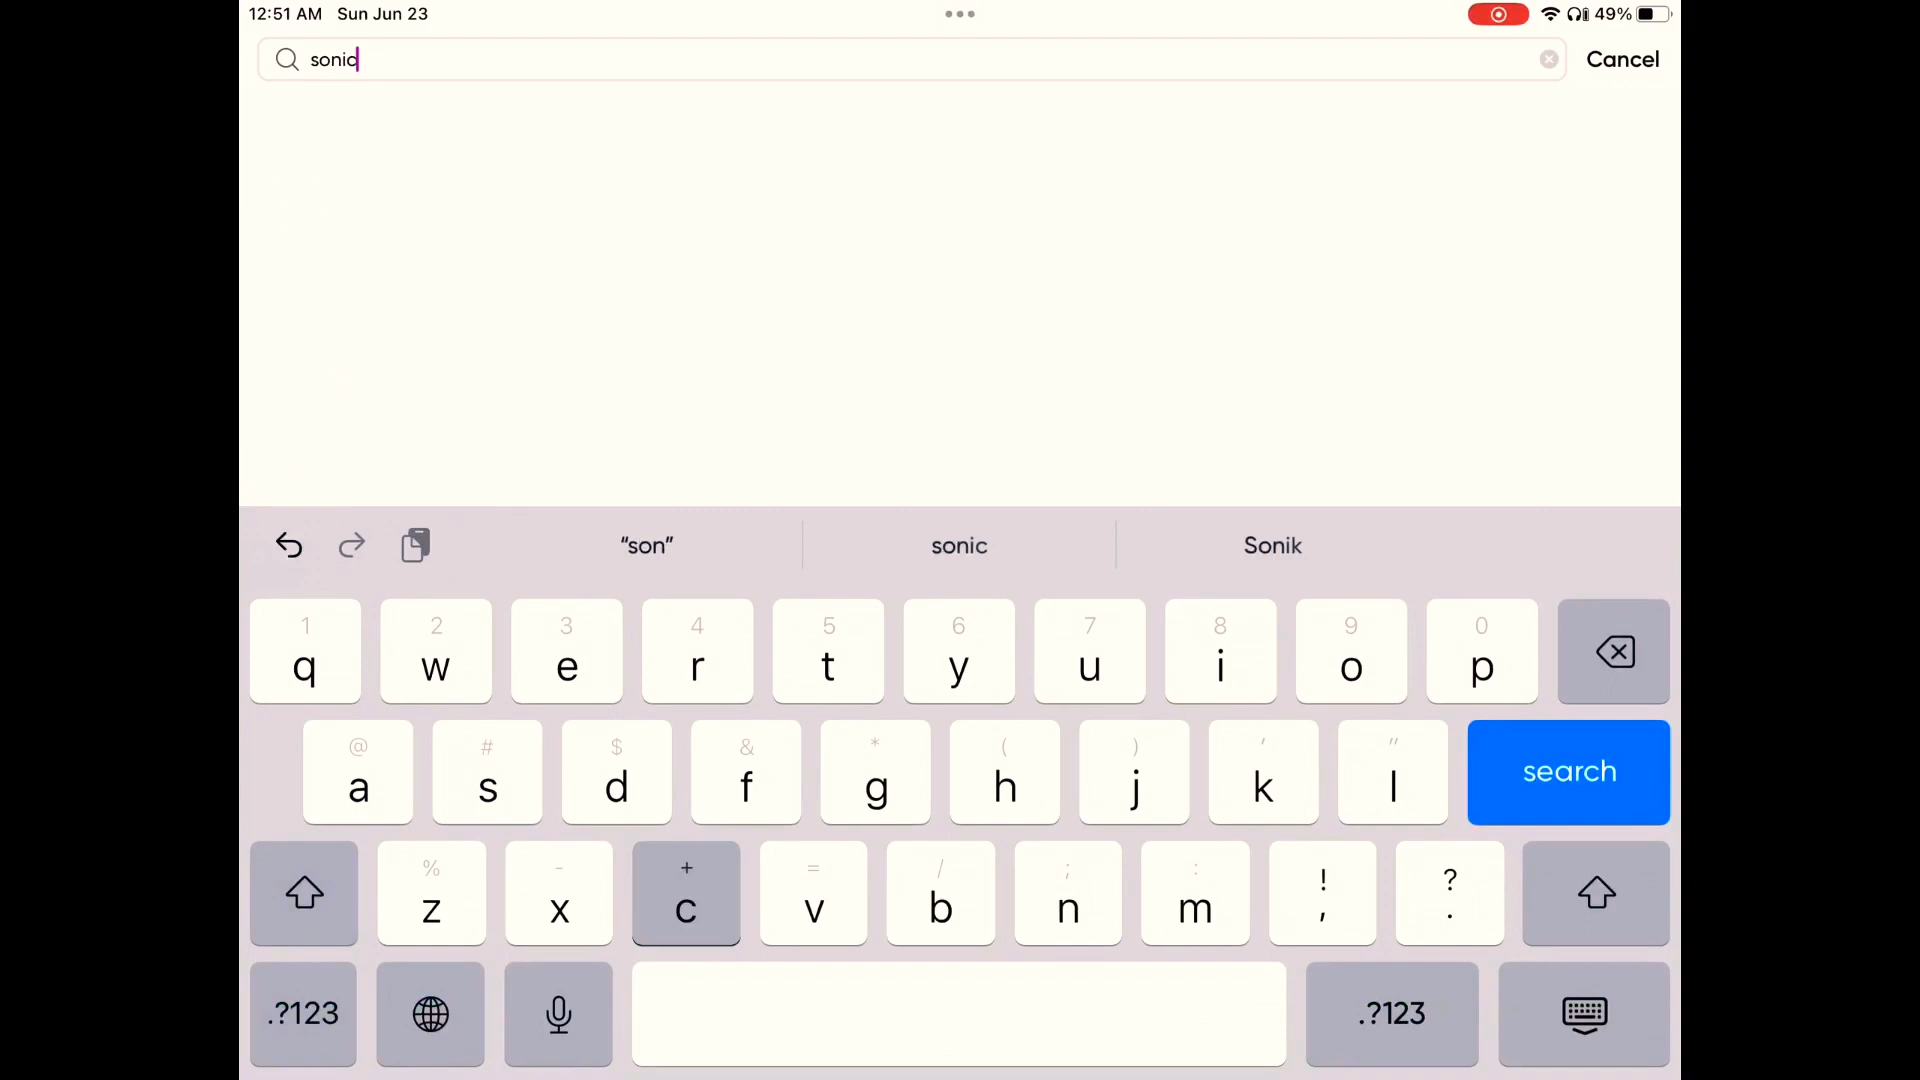 12:51 AM Sun Jun 23
49%
sonic
Cancel
“son” sonic Sonik
1 2 3 4 5 6 7 8 9 0
q w e r t y u i o p
@ # $ & * ( ) ' "
a s d f g h j k l search
% - + = / ; : ! ?
z x c v b n m , .
.?123 .?123